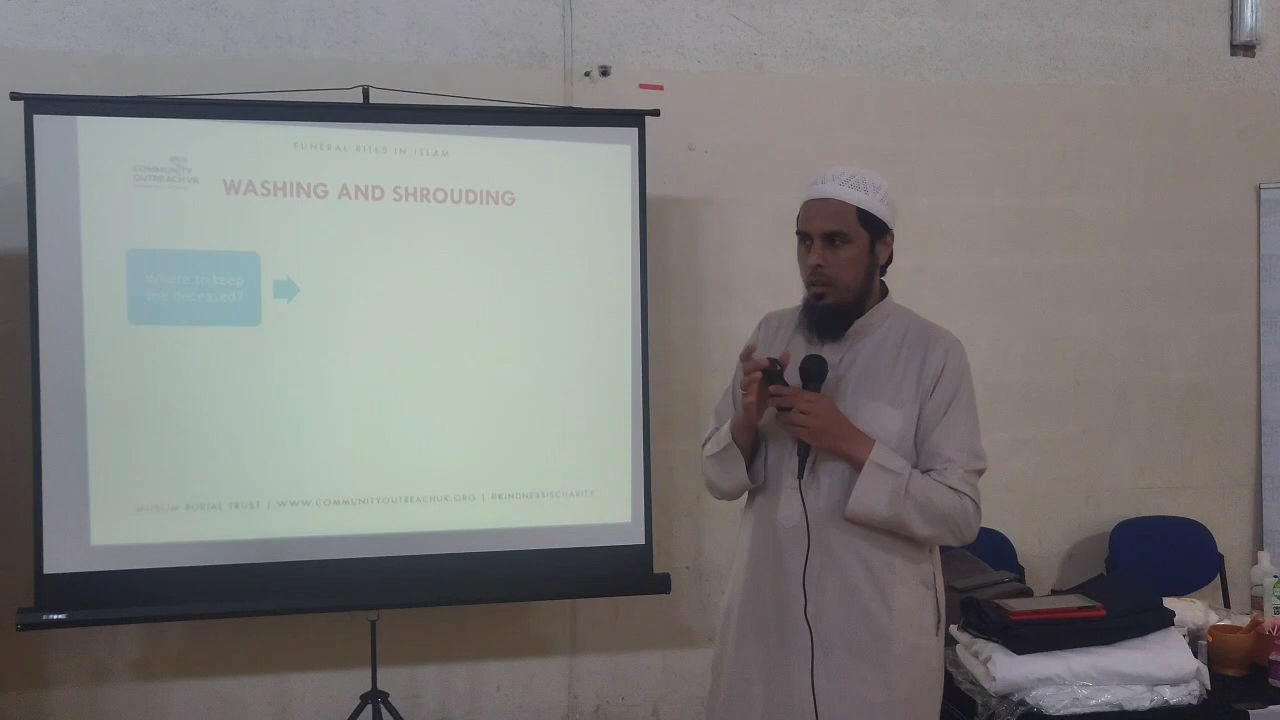 FUNERAL RITES IN ISLAM
COMMUNITY
OUTREACHUK
WASHING AND SHROUDING
Where to keep
the deceased?
MUSLIM BURIAL TRUST | WWW.COMMUNITYOUTREACHUK.ORG | #KINDNESSISCHARITY